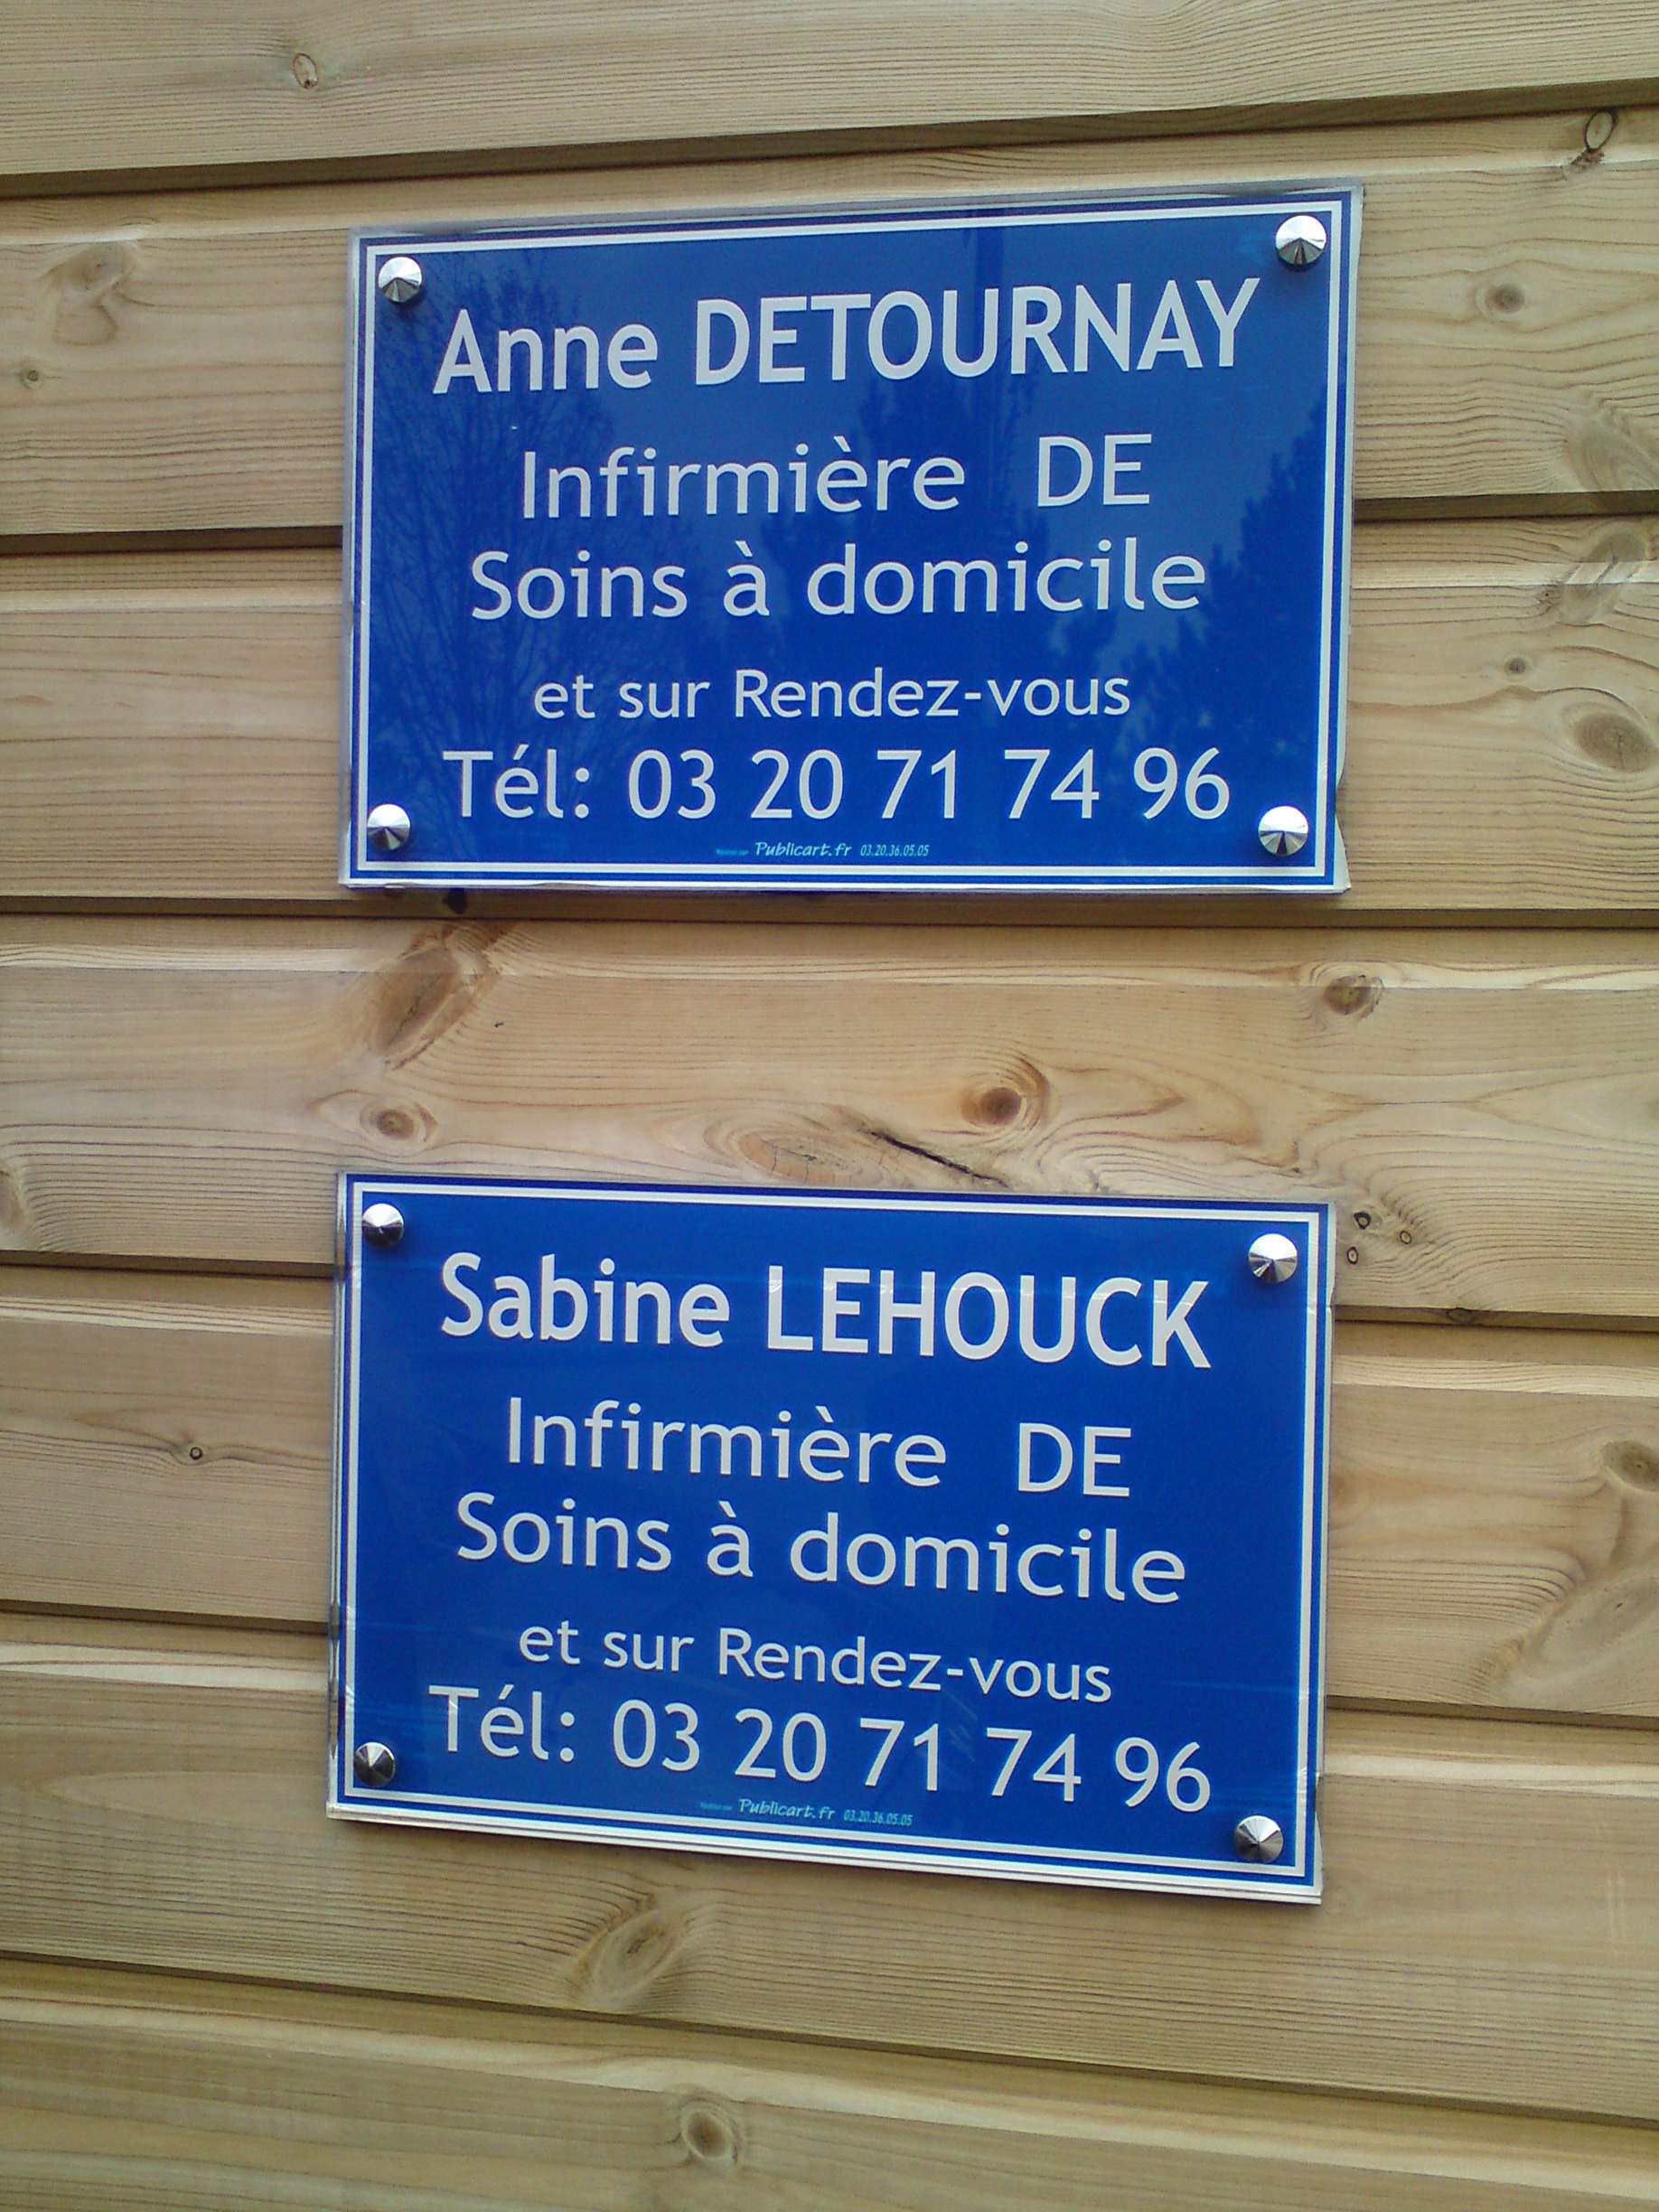 Anne DETOURNAY
Infirmière DE
Soins à domicile
et sur Rendez-vous
Tél: 03 20 71 74 96
Publicart.fr 03.20.36.05.05
Sabine LEHOUCK
Infirmière DE
Soins à domicile
et sur Rendez-vous
Tél: 03 20 71 74 96
Publicart.fr 03.20.36.05.05